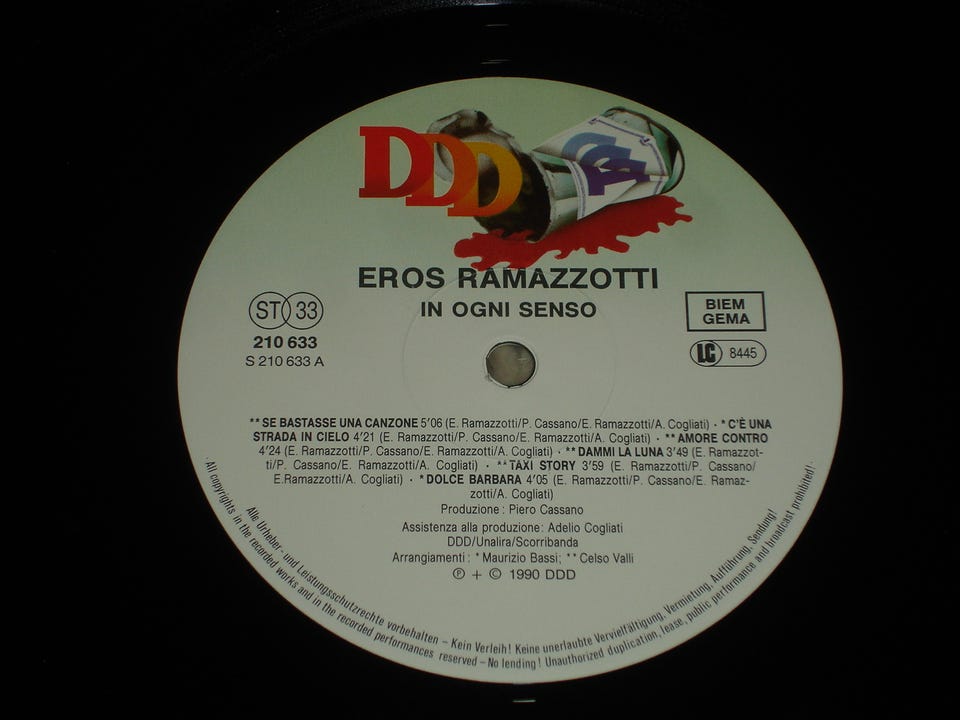 DDD
EROS RAMAZZOTTI
IN OGNI SENSO
ST 33
210 633
S 210 633 A
BIEM
GEMA
LC 8445
**SE BASTASSE UNA CANZONE 5'06 (E. Ramazzotti/P. Cassano/E. Ramazzotti/A. Cogliati) · *C'È UNA
STRADA IN CIELO 4'21 (E. Ramazzotti/P. Cassano/E. Ramazzotti/A. Cogliati) · **AMORE CONTRO
4'24 (E. Ramazzotti/P. Cassano/E. Ramazzotti/A. Cogliati) · **DAMMI LA LUNA 3'49 (E. Ramazzot-
ti/P. Cassano/E. Ramazzotti/A. Cogliati) · **TAXI STORY 3'59 (E. Ramazzotti/P. Cassano/
E.Ramazzotti/A. Cogliati) · *DOLCE BARBARA 4'05 (E. Ramazzotti/P. Cassano/E. Ramaz-
zotti/A. Cogliati)
Produzione: Piero Cassano
Assistenza alla produzione: Adelio Cogliati
DDD/Unalira/Scorribanda
Arrangiamenti: *Maurizio Bassi; **Celso Valli
℗ + © 1990 DDD
Alle Urheber- und Leistungsschutzrechte vorbehalten – Kein Verleih! Keine unerlaubte Vervielfältigung, Vermietung, Aufführung, Sendung!
All copyrights in the recorded works and in the recorded performances reserved – No lending! Unauthorized duplication, lease, public performance and broadcast prohibited!